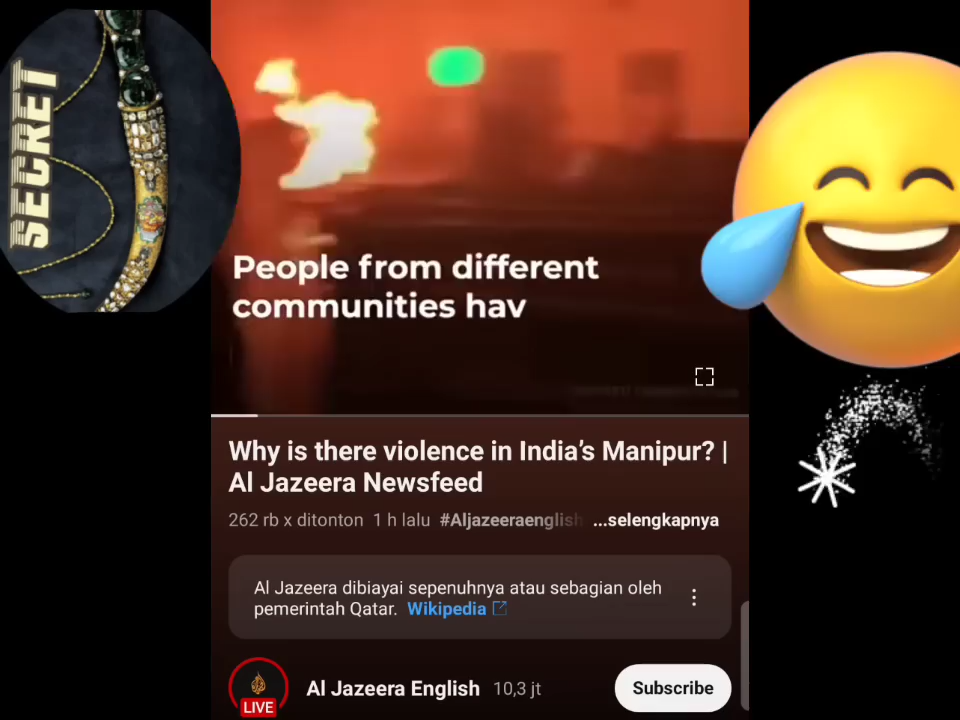 SECRET
People from different
communities hav
Why is there violence in India's Manipur? |
Al Jazeera Newsfeed
262 rb x ditonton 1 h lalu #Aljazeeraenglish ...selengkapnya
Al Jazeera dibiayai sepenuhnya atau sebagian oleh
pemerintah Qatar. Wikipedia
Al Jazeera English 10,3 jt
Subscribe
LIVE